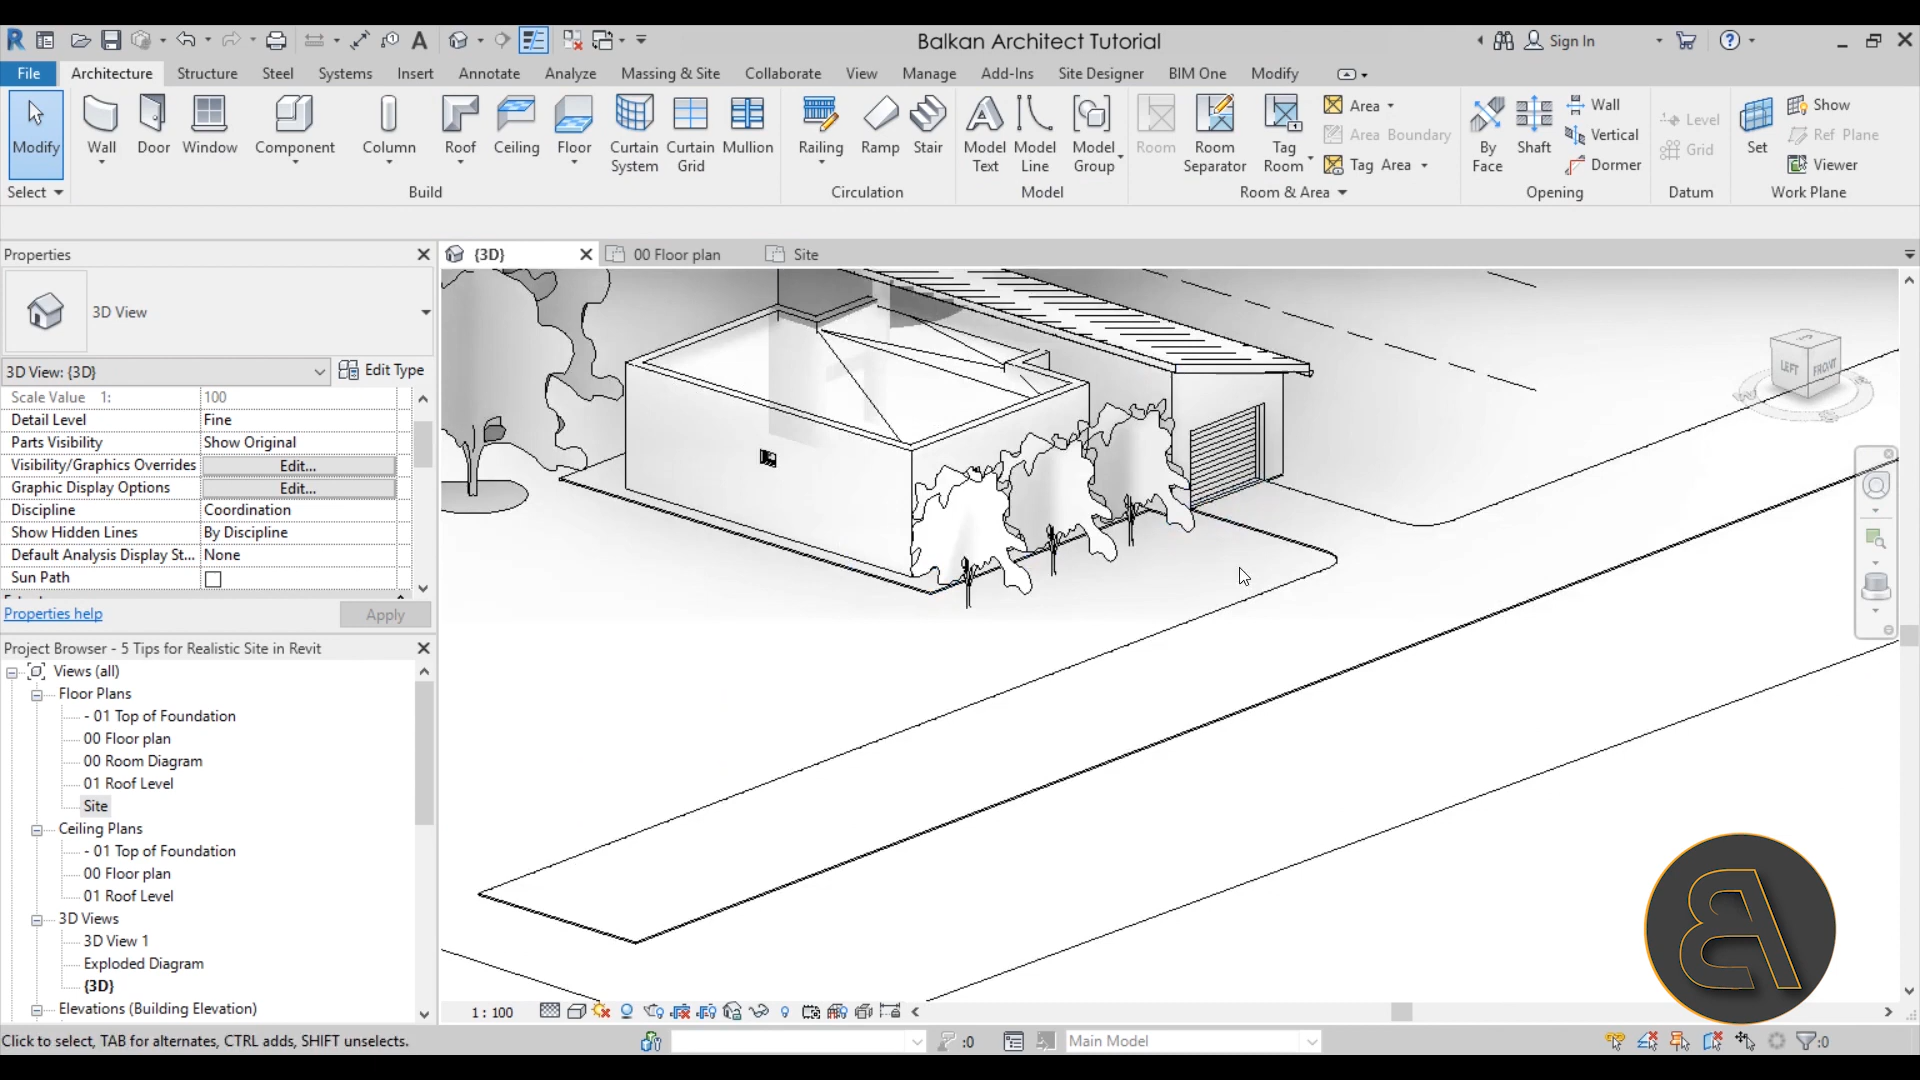 Balkan Architect Tutorial
Sign In
File Architecture Structure Steel Systems Insert Annotate Analyze Massing & Site Collaborate View Manage Add-Ins Site Designer BIM One Modify
Modify
Wall
Door
Window
Component
Column
Roof
Ceiling
Floor
Curtain System
Curtain Grid
Mullion
Railing
Ramp
Stair
Model Text
Model Line
Model Group
Room
Room Separator
Tag Room
Area
Area Boundary
Tag Area
By Face
Shaft
Wall
Vertical
Dormer
Level
Grid
Set
Show
Ref Plane
Viewer
Select Build Circulation Model Room & Area Opening Datum Work Plane
Properties
{3D} 00 Floor plan Site
3D View
3D View: {3D} Edit Type
Scale Value 1: 100
Detail Level Fine
Parts Visibility Show Original
Visibility/Graphics Overrides Edit...
Graphic Display Options Edit...
Discipline Coordination
Show Hidden Lines By Discipline
Default Analysis Display St... None
Sun Path
Properties help Apply
Project Browser - 5 Tips for Realistic Site in Revit
Views (all)
Floor Plans
- 01 Top of Foundation
00 Floor plan
00 Room Diagram
01 Roof Level
Site
Ceiling Plans
- 01 Top of Foundation
00 Floor plan
01 Roof Level
3D Views
3D View 1
Exploded Diagram
{3D}
Elevations (Building Elevation)
LEFT FRONT
1 : 100
Click to select, TAB for alternates, CTRL adds, SHIFT unselects.
:0
Main Model
:0